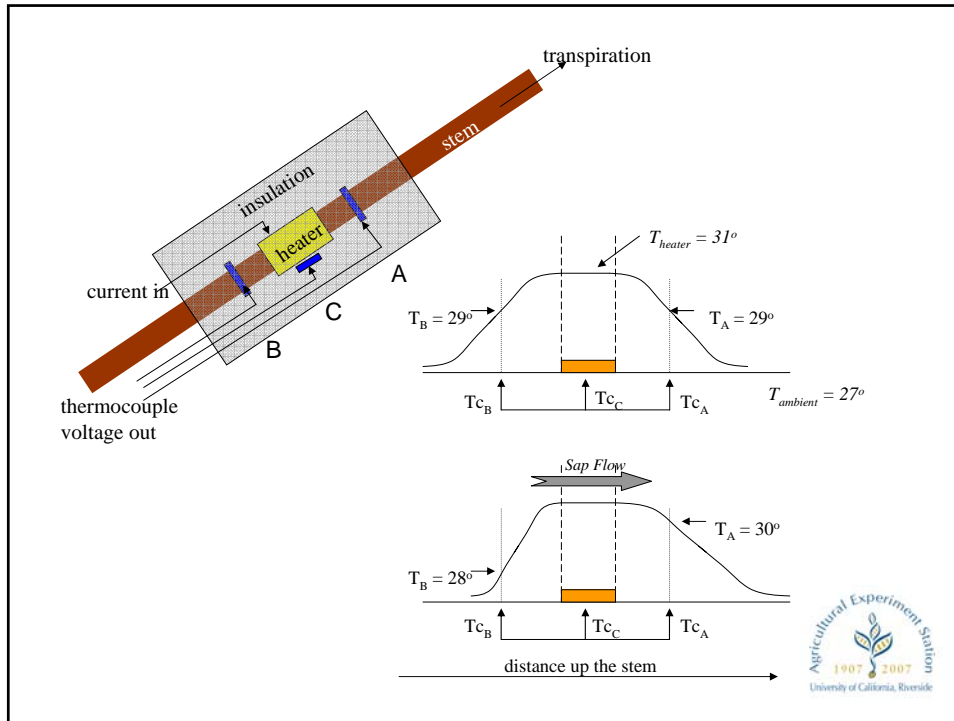 transpiration
stem
insulation
heater
current in
A
C
B
thermocouple
voltage out
T_heater = 31°
T_B = 29°
T_A = 29°
Tc_B
Tc_C
Tc_A
T_ambient = 27°
Sap Flow
T_A = 30°
T_B = 28°
Tc_B
Tc_C
Tc_A
distance up the stem
Agricultural Experiment Station
1907 2007
University of California, Riverside